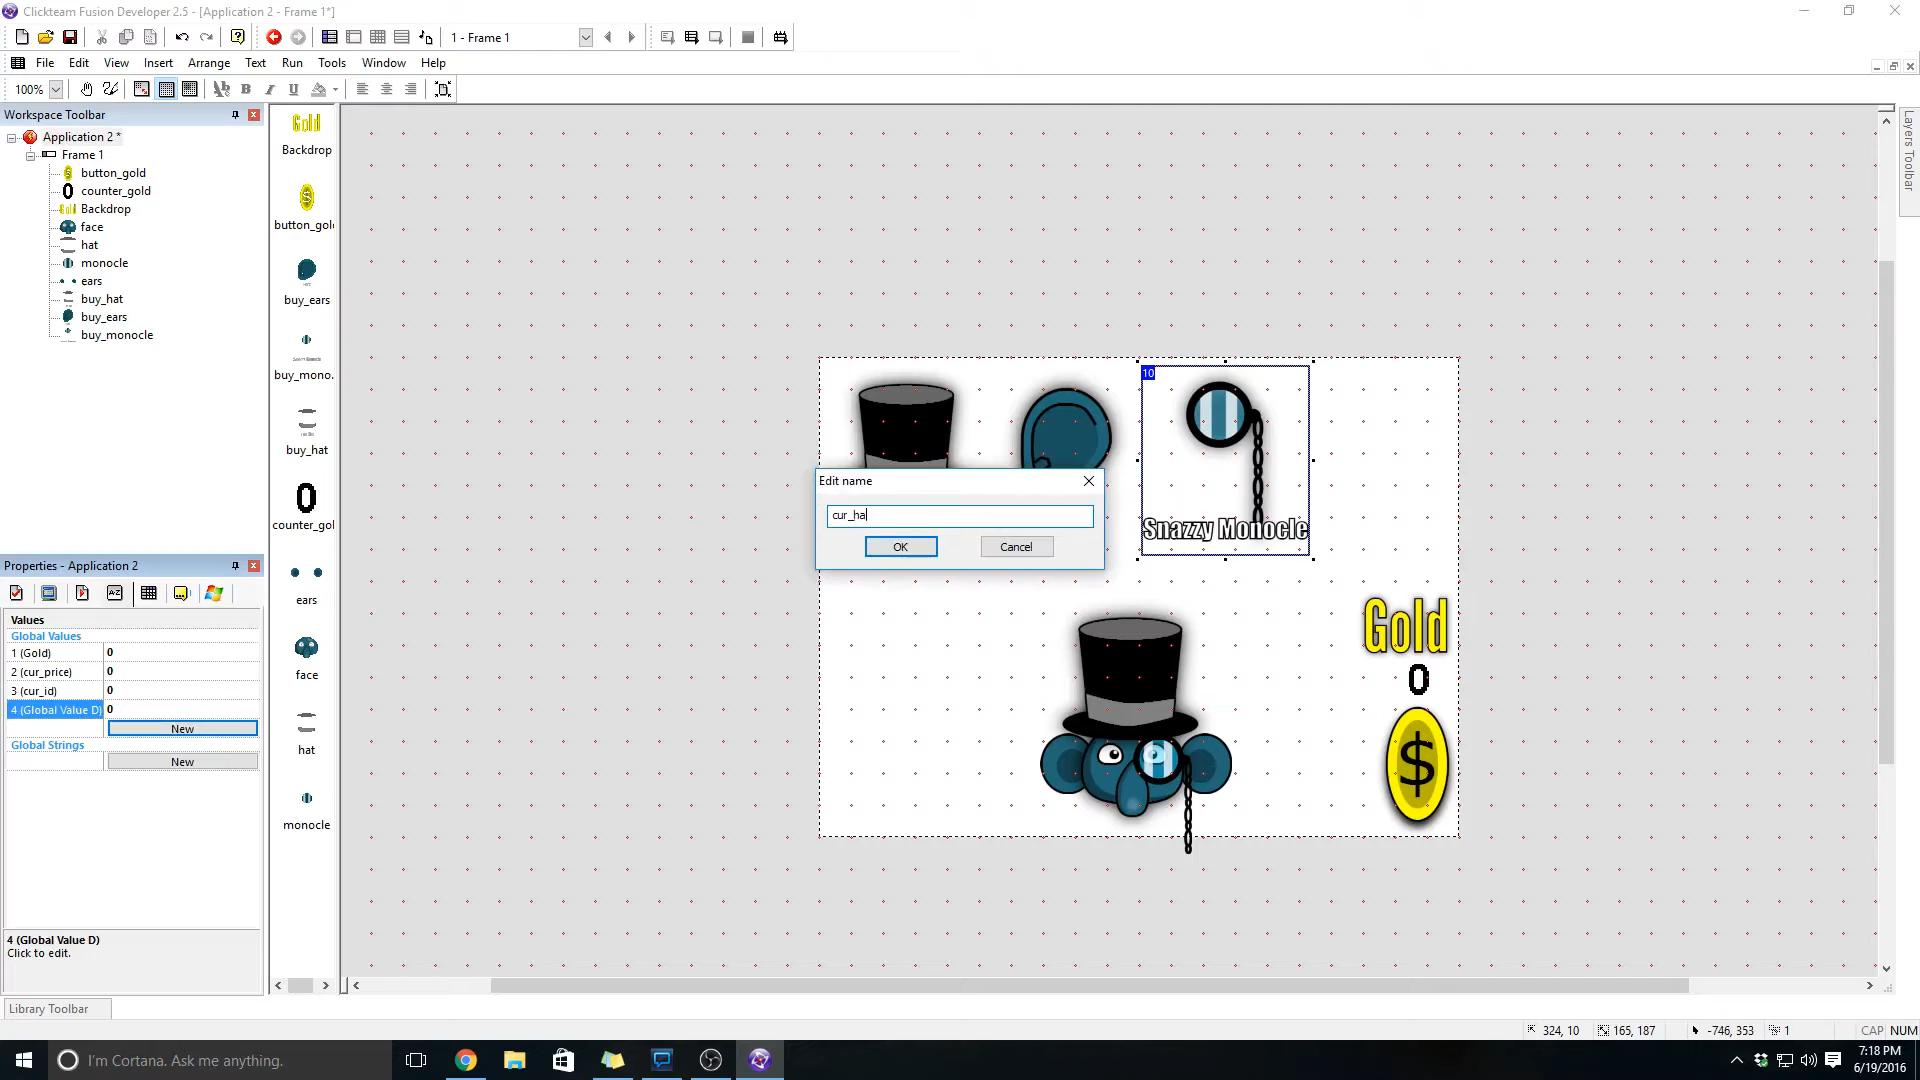 Clickteam Fusion Developer 2.5 - [Application 2 - Frame 1*]
1 - Frame 1
File Edit View Insert Arrange Text Run Tools Window Help
100%
Workspace Toolbar
Application 2 *
Frame 1
button_gold
counter_gold
Backdrop
face
hat
monocle
ears
buy_hat
buy_ears
buy_monocle
Gold
Backdrop
button_gol
buy_ears
buy_mono.
buy_hat
0
counter_gol
ears
face
hat
monocle
Layers Toolbar
10
Snazzy Monocle
Edit name
cur_ha
OK Cancel
Gold
0
$
Properties - Application 2
Values
Global Values
1 (Gold) 0
2 (cur_price) 0
3 (cur_id) 0
4 (Global Value D) 0
New
Global Strings
New
4 (Global Value D)
Click to edit.
Library Toolbar
324, 10 165, 187 -746, 353 1 CAP NUM
I'm Cortana. Ask me anything.
7:18 PM
6/19/2016